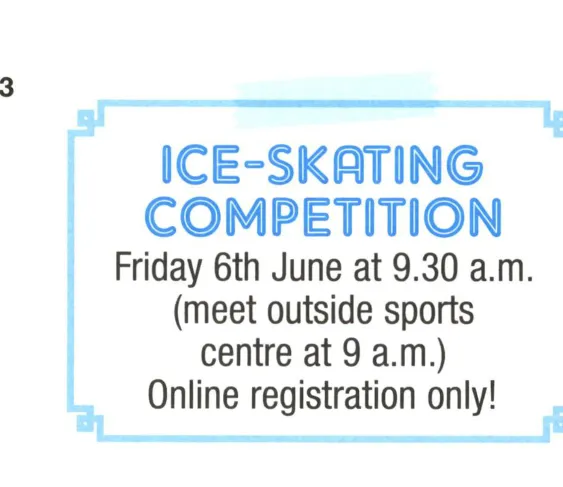 3
ICE-SKATING
COMPETITION
Friday 6th June at 9.30 a.m.
(meet outside sports
centre at 9 a.m.)
Online registration only!